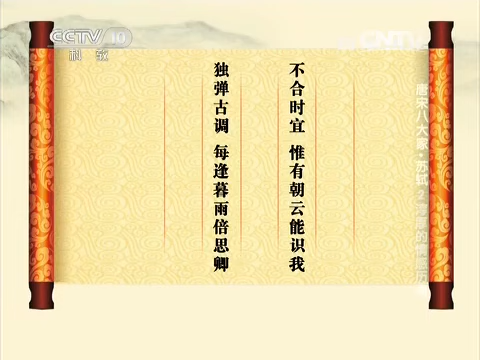 CCTV 10
科教
CNTV
不合时宜 惟有朝云能识我
独弹古调 每逢暮雨倍思卿
唐宋八大家·苏轼